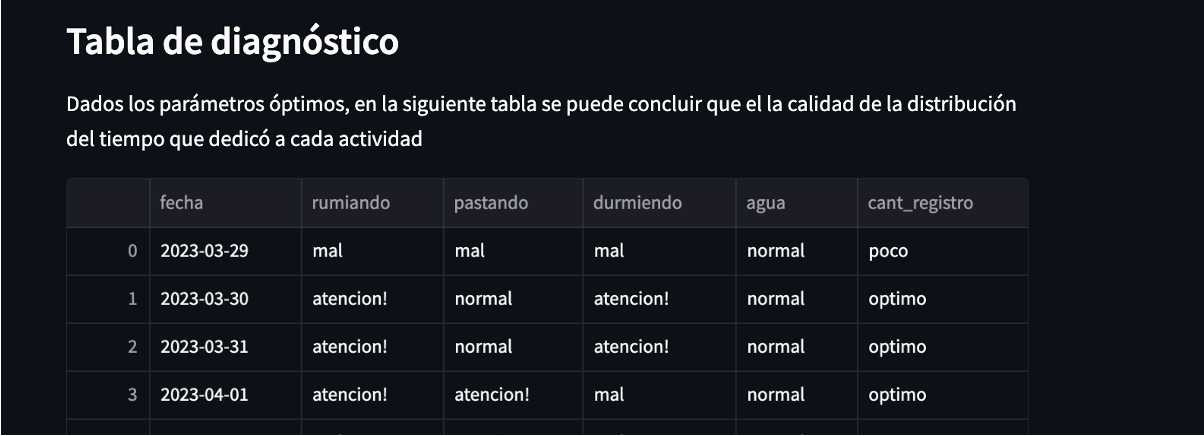 Tabla de diagnóstico
Dados los parámetros óptimos, en la siguiente tabla se puede concluir que el la calidad de la distribución
del tiempo que dedicó a cada actividad
fecha rumiando pastando durmiendo agua cant_registro
0 2023-03-29 mal mal mal normal poco
1 2023-03-30 atencion! normal atencion! normal optimo
2 2023-03-31 atencion! normal atencion! normal optimo
3 2023-04-01 atencion! atencion! mal normal optimo